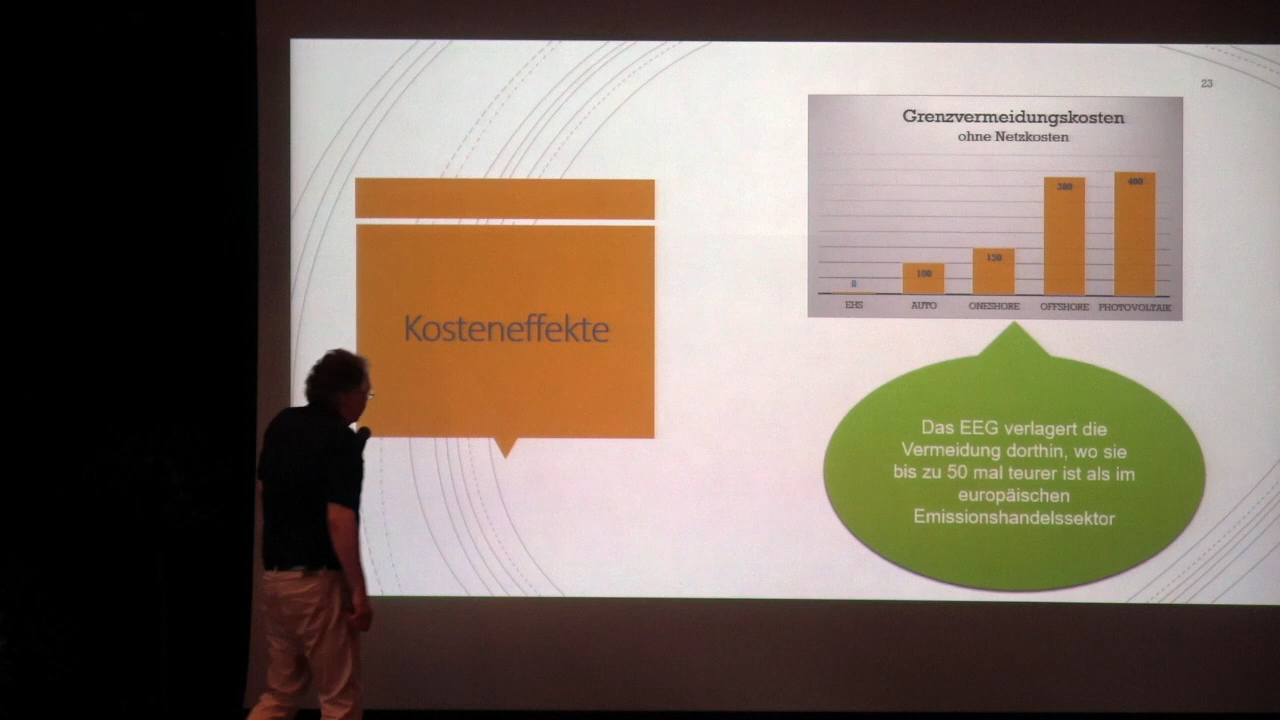 23
Kosteneffekte
Grenzvermeidungskosten
ohne Netzkosten
8
100
150
380
400
EHS
AUTO
ONESHORE
OFFSHORE
PHOTOVOLTAIK
Das EEG verlagert die
Vermeidung dorthin, wo sie
bis zu 50 mal teurer ist als im
europäischen
Emissionshandelssektor